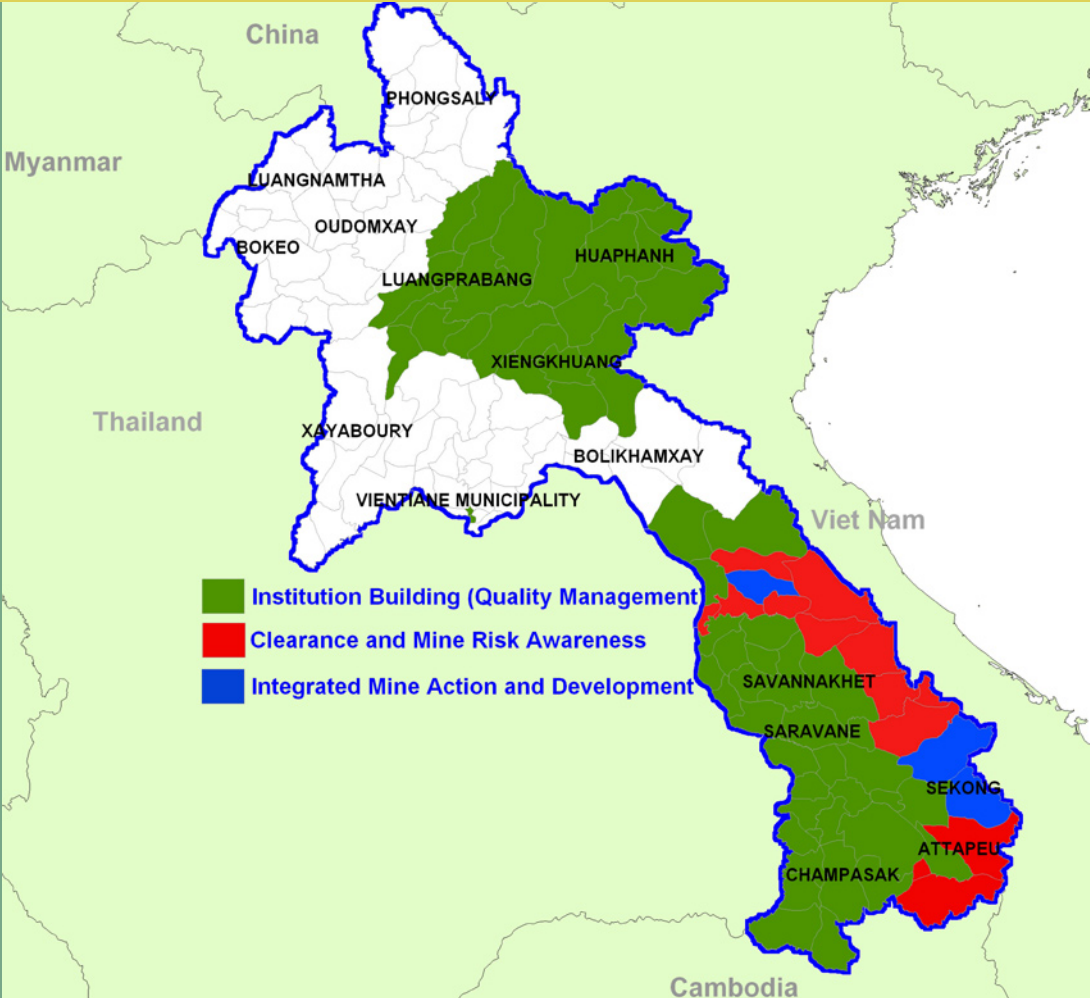 China
PHONGSALY
Myanmar
LUANGNAMTHA
OUDOMXAY
BOKEO
HUAPHANH
LUANGPRABANG
XIENGKHUANG
Thailand
XAYABOURY
BOLIKHAMXAY
VIENTIANE MUNICIPALITY
Viet Nam
Institution Building (Quality Management)
Clearance and Mine Risk Awareness
Integrated Mine Action and Development
SAVANNAKHET
SARAVANE
SEKONG
ATTAPEU
CHAMPASAK
Cambodia